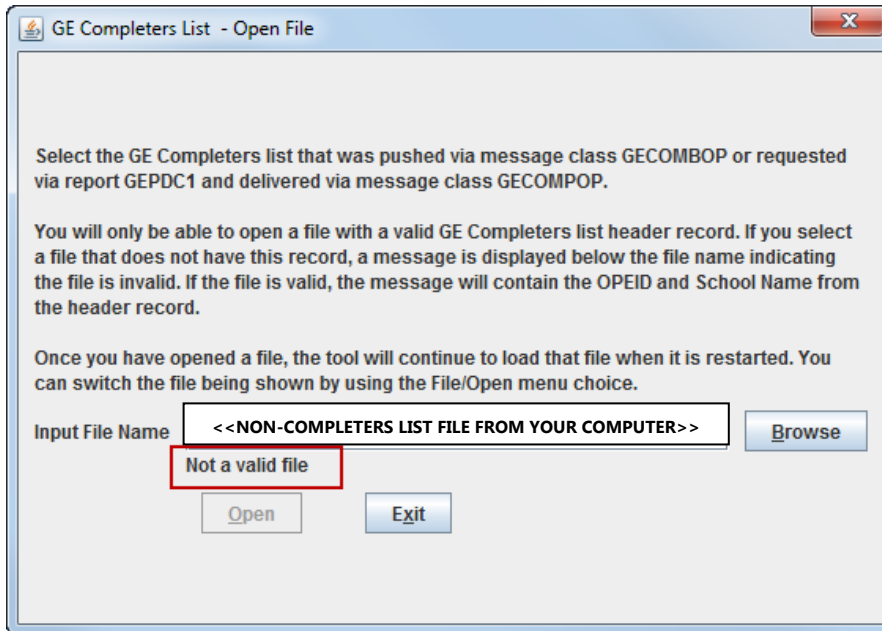 GE Completers List - Open File
Select the GE Completers list that was pushed via message class GECOMBOP or requested
via report GEPDC1 and delivered via message class GECOMPOP.
You will only be able to open a file with a valid GE Completers list header record. If you select
a file that does not have this record, a message is displayed below the file name indicating
the file is invalid. If the file is valid, the message will contain the OPEID and School Name from
the header record.
Once you have opened a file, the tool will continue to load that file when it is restarted. You
can switch the file being shown by using the File/Open menu choice.
Input File Name <<NON-COMPLETERS LIST FILE FROM YOUR COMPUTER>> Browse
Not a valid file
Open Exit